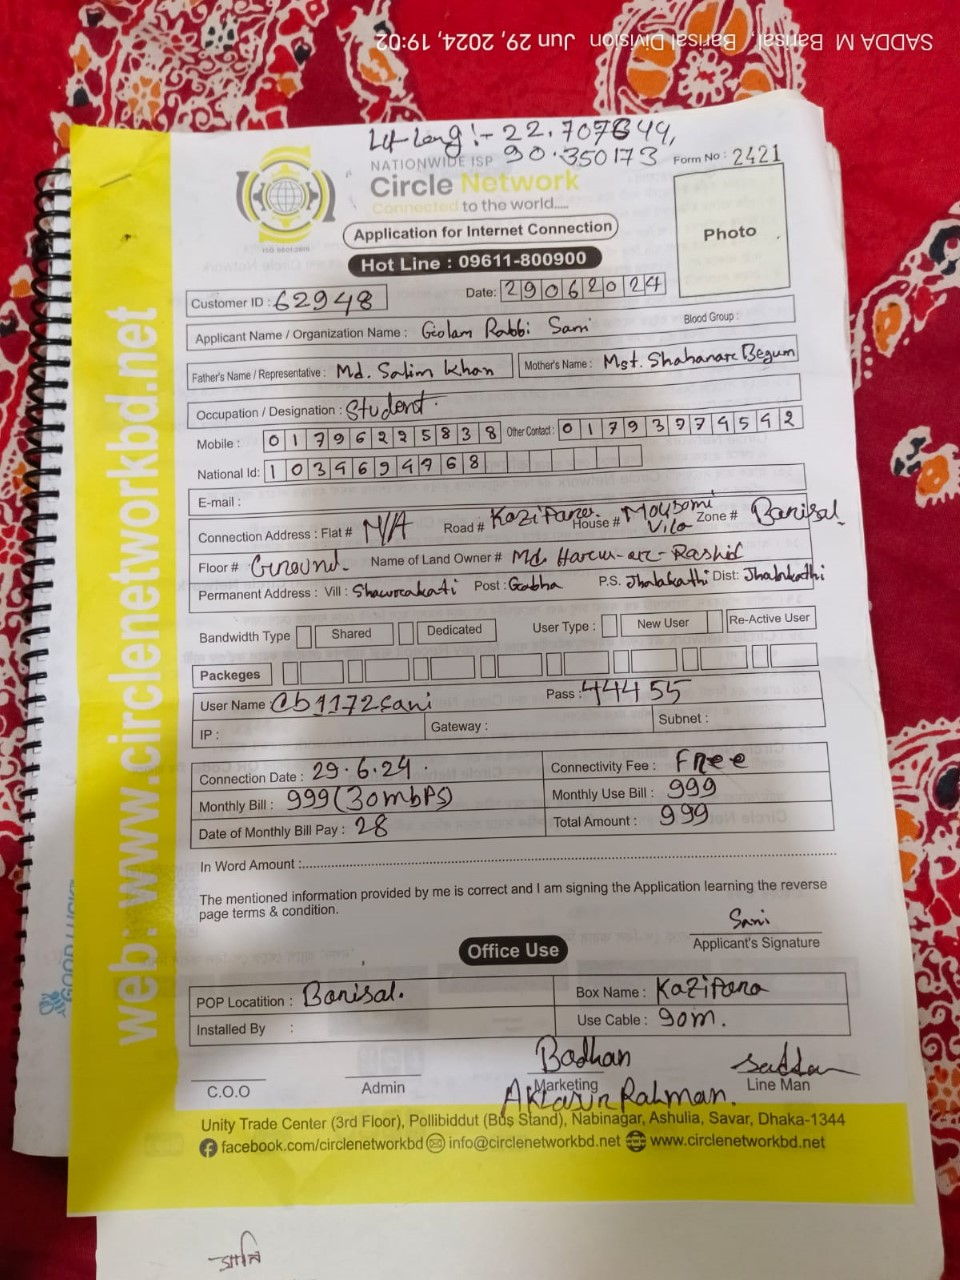 SADDA M Barisal, Barisal Division Jun 29, 2024, 19:02
Lat-Long :- 22.707649,
90.350173
NATIONWIDE ISP
Form No : 2421
Circle Network
Connected to the world.....
Photo
Application for Internet Connection
Hot Line : 09611-800900
Customer ID : 62948 Date: 29062024
Applicant Name / Organization Name : Golam Rabbi Sani Blood Group :
Father's Name / Representative : Md. Salim Khan Mother's Name : Mst. Shahanare Begum
Occupation / Designation : Student.
Mobile : 01796225838 Other Contact : 01793974542
National Id: 1034694968
E-mail :
Connection Address : Flat # N/A Road # Kazipara House # Mousomi Vila Zone # Barisal
Floor # Ground. Name of Land Owner # Md. Harun-ar-Rashid
Permanent Address : Vill : Shawrakati Post : Gabha P.S. Jhalakathi Dist: Jhalakathi
Bandwidth Type Shared Dedicated User Type : New User Re-Active User
Packeges
User Name : Cb1172sani Pass : 444455
IP : Gateway : Subnet :
Connection Date : 29.6.24. Connectivity Fee : Free
Monthly Bill : 999 (30mbps) Monthly Use Bill : 999
Date of Monthly Bill Pay : 28 Total Amount : 999
In Word Amount :
The mentioned information provided by me is correct and I am signing the Application learning the reverse
page terms & condition.
Sani
Applicant's Signature
Office Use
POP Locatition : Barisal. Box Name : Kazipara
Installed By : Use Cable : 90m.
Badhan Saddam
C.O.O Admin Marketing Line Man
Aktarur Rahman.
Unity Trade Center (3rd Floor), Pollibiddut (Bus Stand), Nabinagar, Ashulia, Savar, Dhaka-1344
facebook.com/circlenetworkbd info@circlenetworkbd.net www.circlenetworkbd.net
web: www.circlenetworkbd.net
GOOD LUCK
সানি